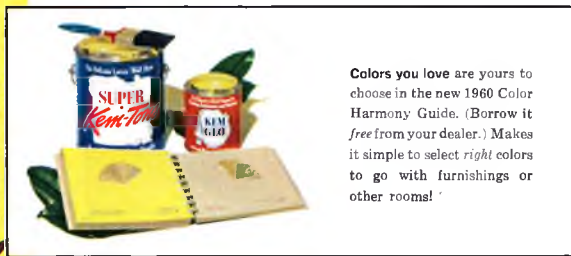 SUPER
Kem-Tone
KEM
GLO
Colors you love are yours to
choose in the new 1960 Color
Harmony Guide. (Borrow it
free from your dealer.) Makes
it simple to select right colors
to go with furnishings or
other rooms!